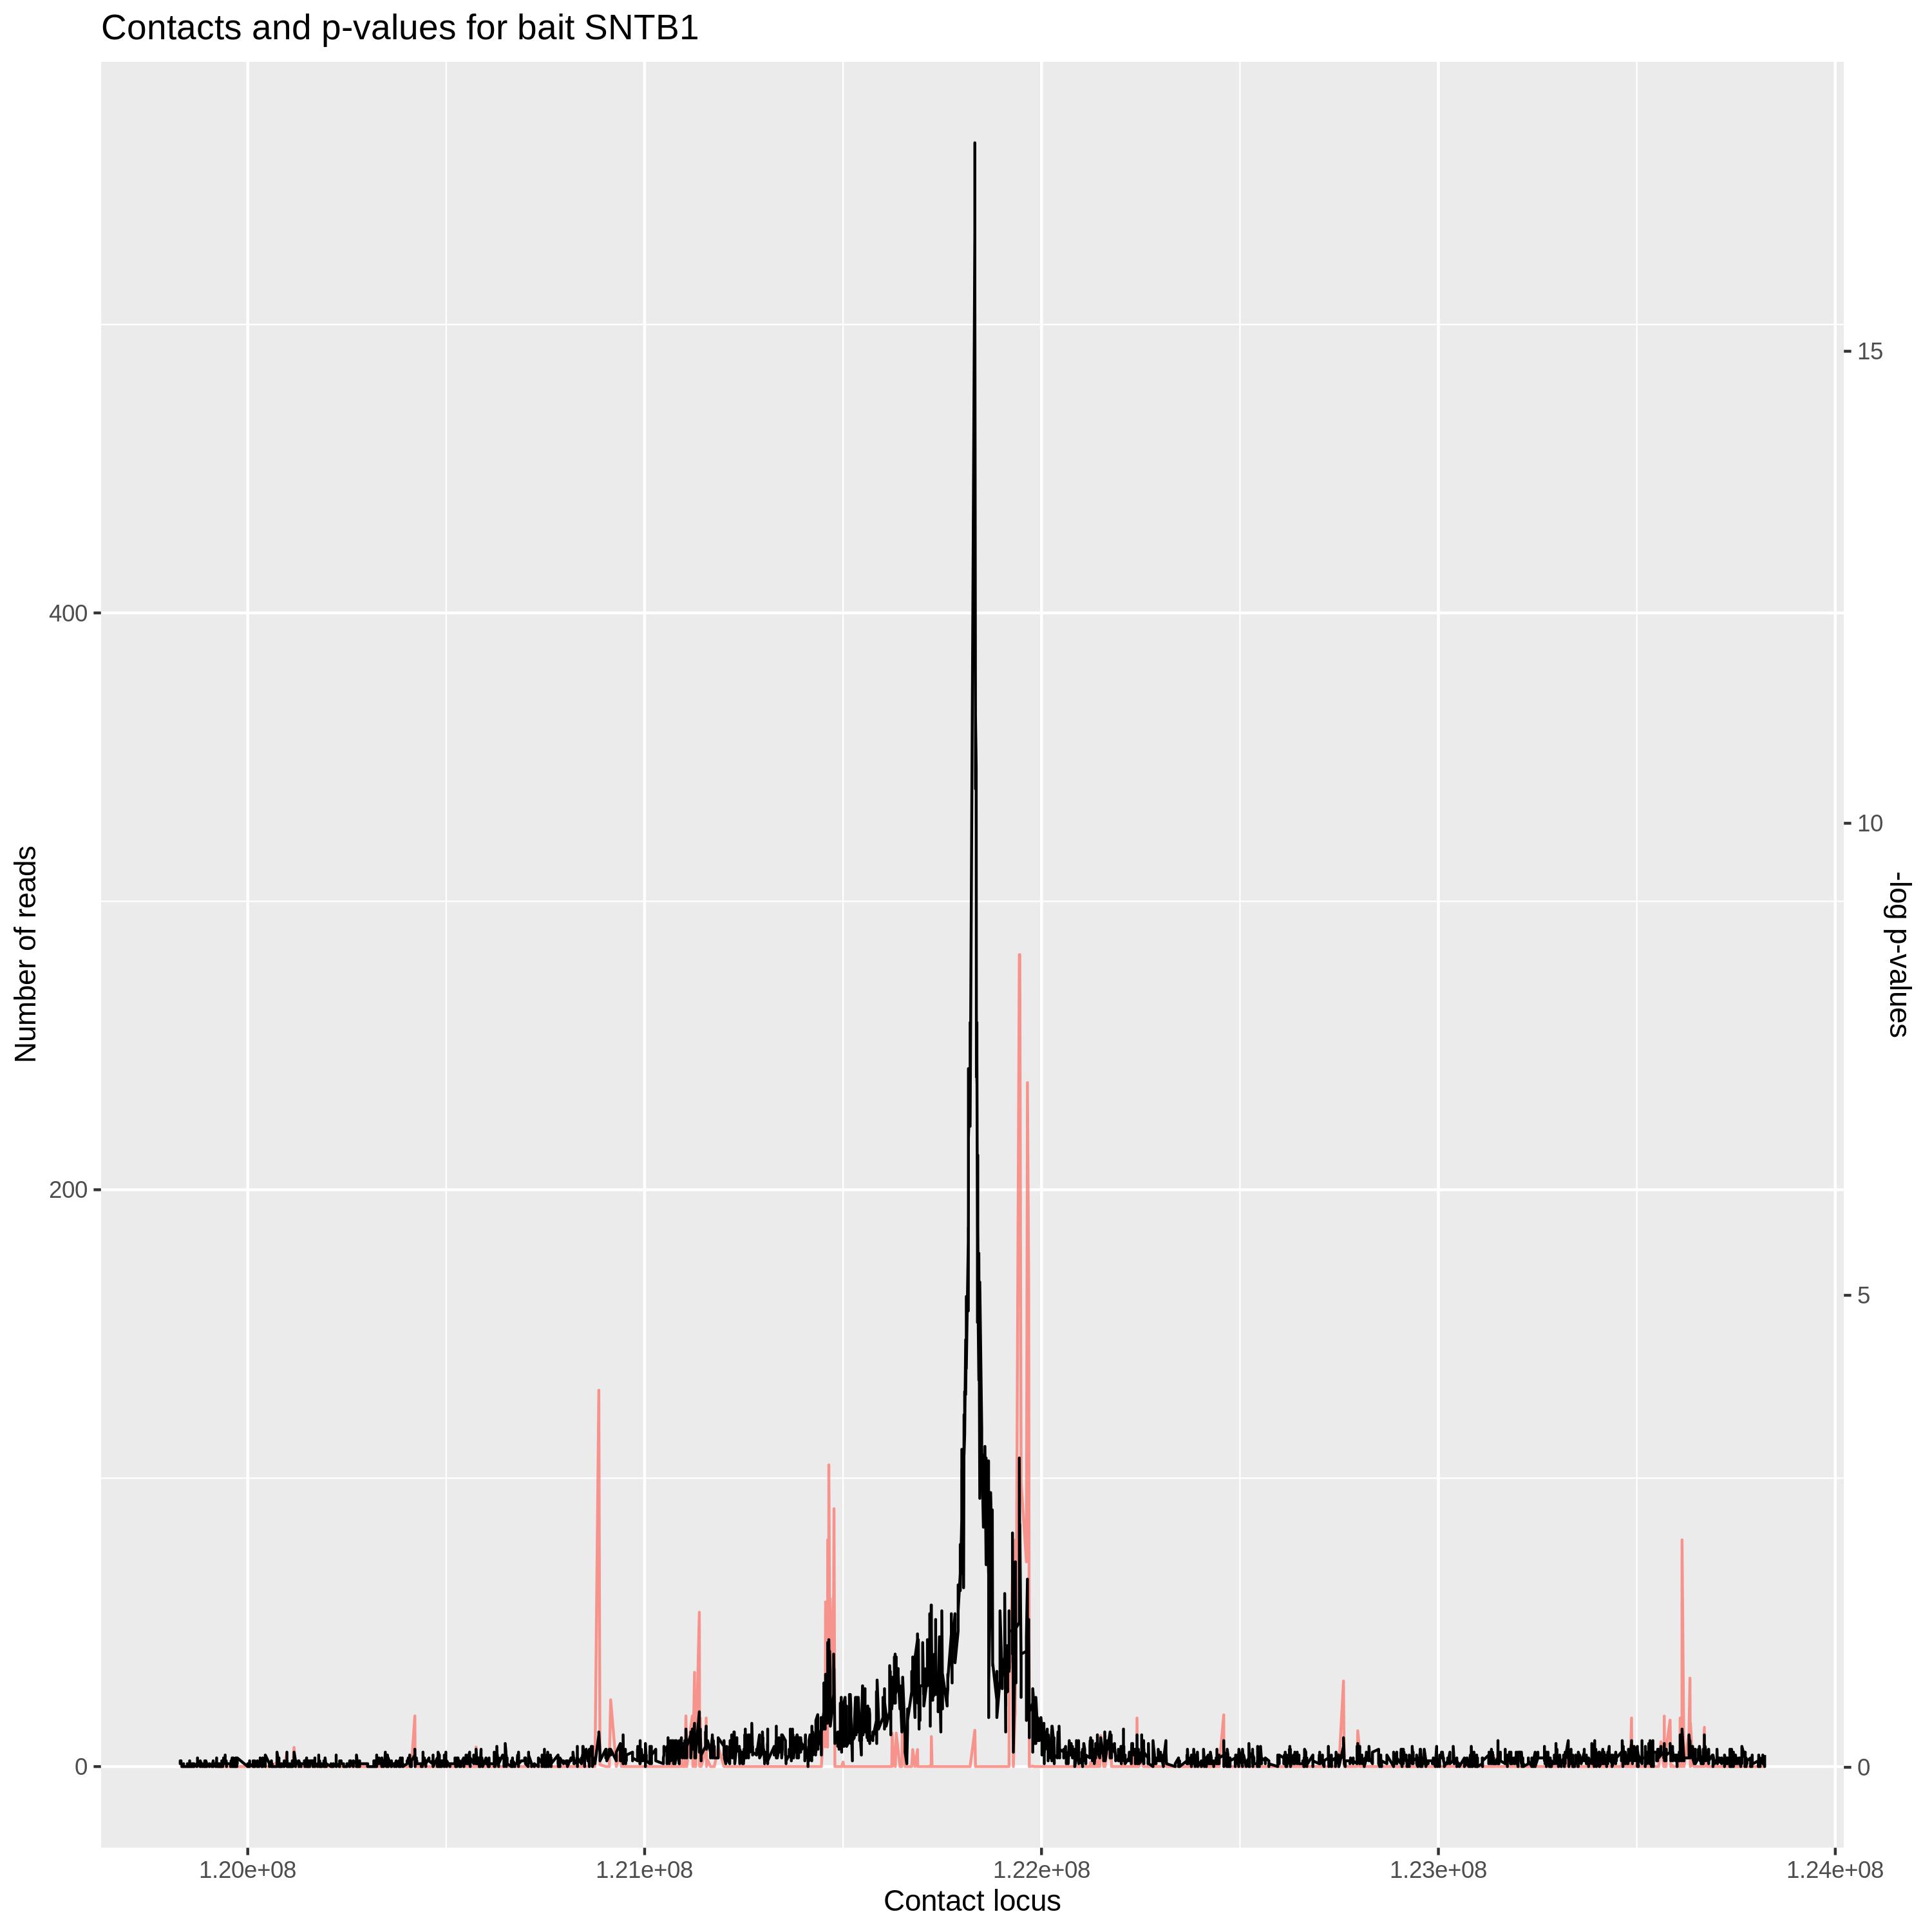 Contacts and p-values for bait SNTB1
Number of reads
400
200
0
15
10
5
0
-log p-values
1.20e+08
1.21e+08
1.22e+08
1.23e+08
1.24e+08
Contact locus